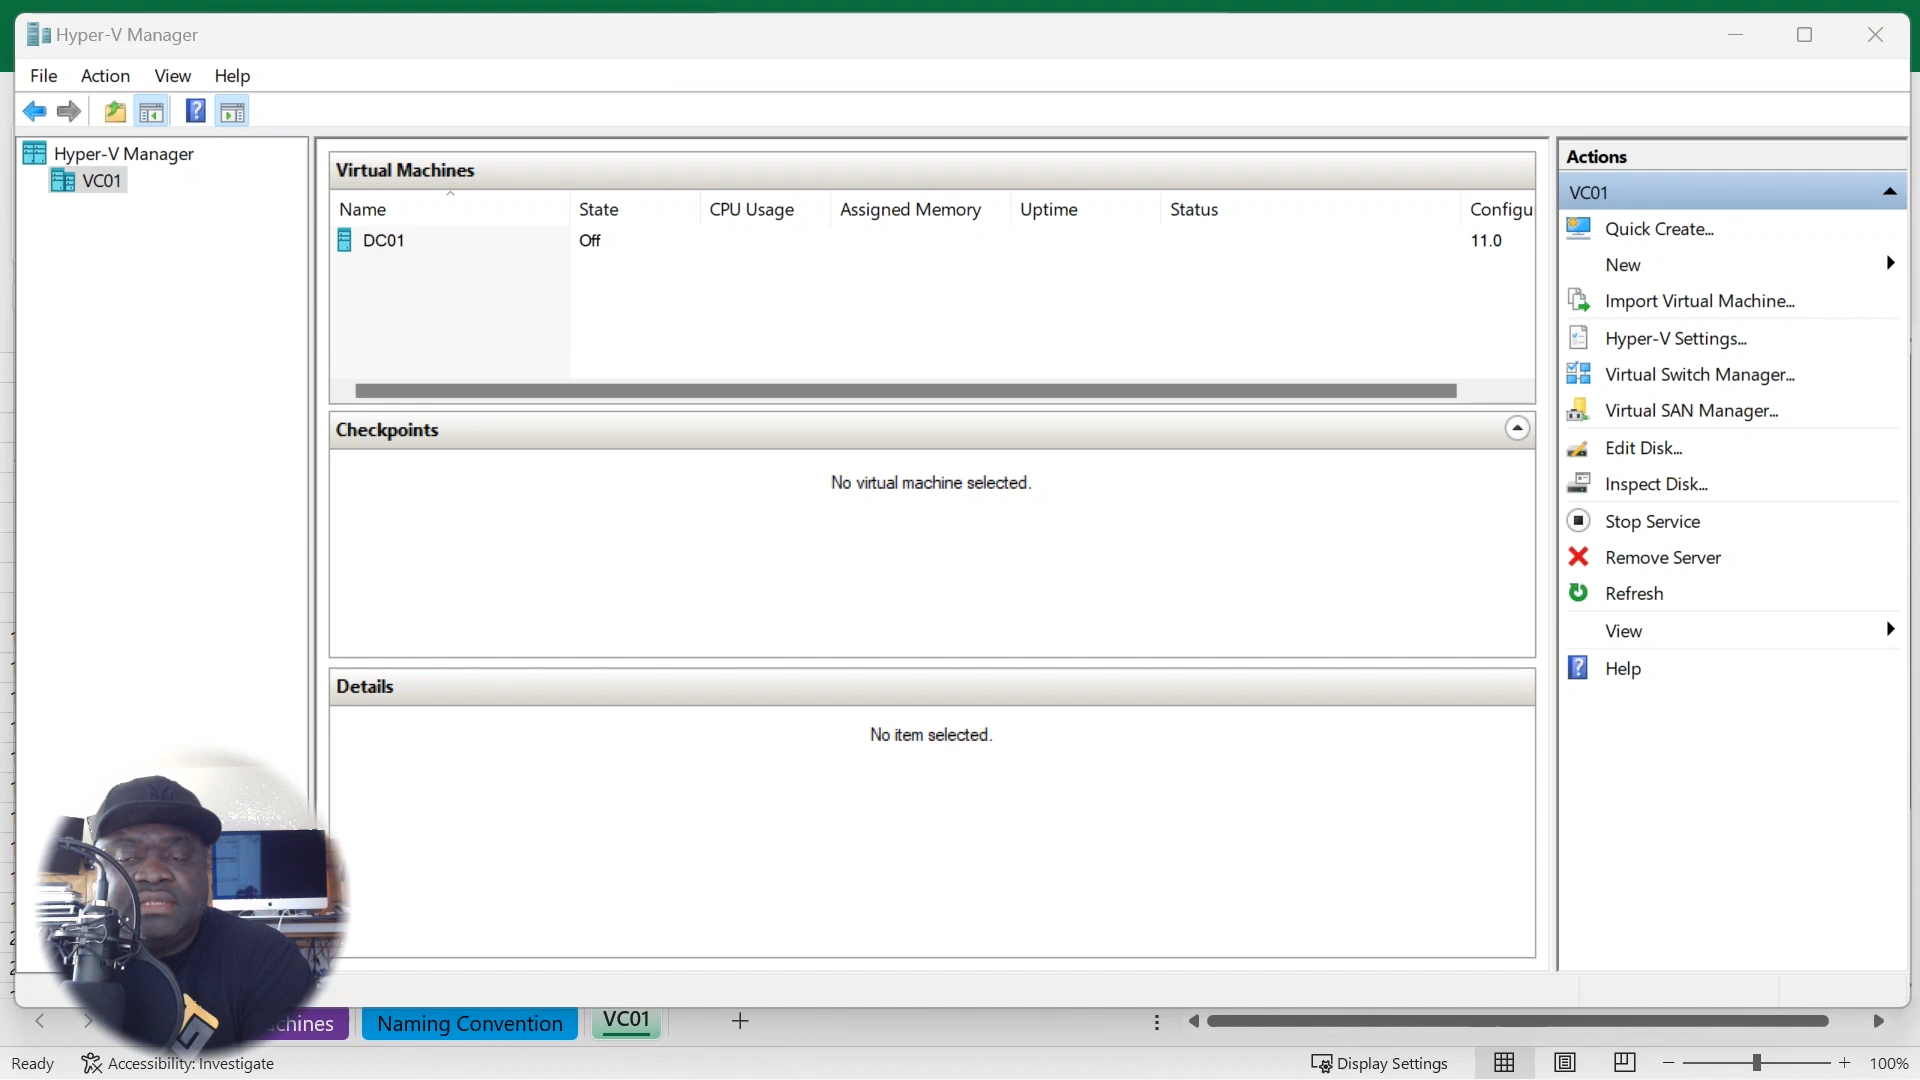 Hyper-V Manager
File Action View Help
Hyper-V Manager
VC01
Virtual Machines
Name State CPU Usage Assigned Memory Uptime Status Configu
DC01 Off 11.0
Checkpoints
No virtual machine selected.
Details
No item selected.
Actions
VC01
Quick Create...
New
Import Virtual Machine...
Hyper-V Settings...
Virtual Switch Manager...
Virtual SAN Manager...
Edit Disk...
Inspect Disk...
Stop Service
Remove Server
Refresh
View
Help
chines Naming Convention VC01
Ready Accessibility: Investigate Display Settings 100%